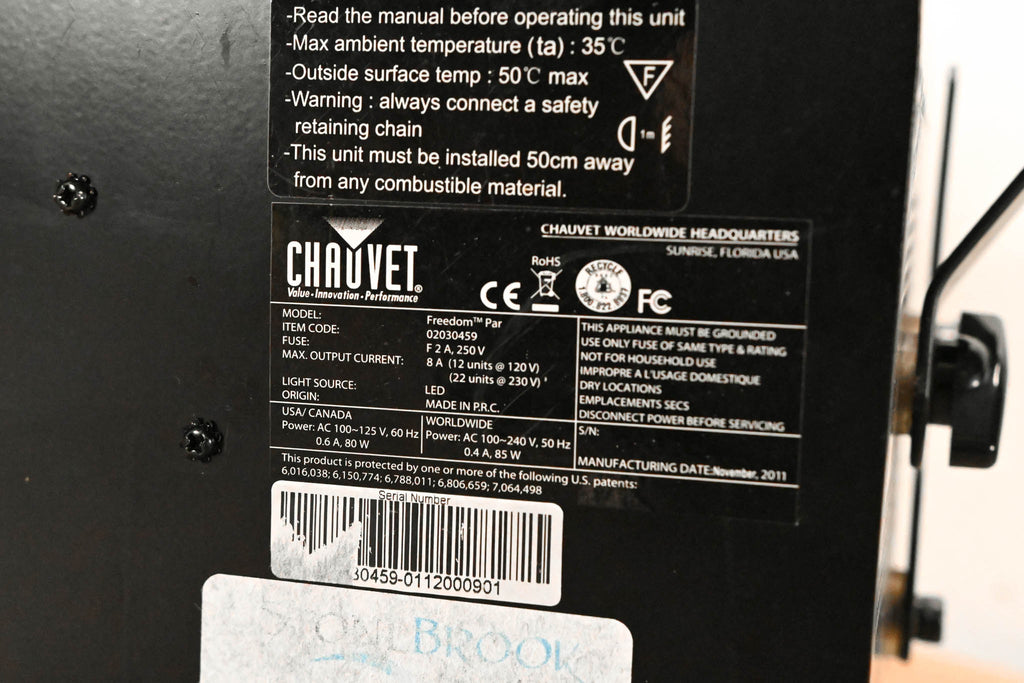 -Read the manual before operating this unit
-Max ambient temperature (ta) : 35℃
-Outside surface temp : 50℃ max
F
-Warning : always connect a safety
retaining chain
1m
-This unit must be installed 50cm away
from any combustible material.
CHAUVET®
Value • Innovation • Performance
CHAUVET WORLDWIDE HEADQUARTERS
SUNRISE, FLORIDA USA
CE
RoHS
RECYCLE
FC
MODEL: Freedom™ Par
ITEM CODE: 02030459
FUSE: F 2 A, 250 V
MAX. OUTPUT CURRENT: 8 A (12 units @ 120 V)
(22 units @ 230 V)
LIGHT SOURCE: LED
ORIGIN: MADE IN P.R.C.
THIS APPLIANCE MUST BE GROUNDED
USE ONLY FUSE OF SAME TYPE & RATING
NOT FOR HOUSEHOLD USE
IMPROPRE A L'USAGE DOMESTIQUE
DRY LOCATIONS
EMPLACEMENTS SECS
DISCONNECT POWER BEFORE SERVICING
USA/ CANADA
Power: AC 100~125 V, 60 Hz
0.6 A, 80 W
WORLDWIDE
Power: AC 100~240 V, 50 Hz
0.4 A, 85 W
S/N:
MANUFACTURING DATE: November, 2011
This product is protected by one or more of the following U.S. patents:
6,016,038; 6,150,774; 6,788,011; 6,806,659; 7,064,498
Serial Number
30459-0112000901
STONEBROOK